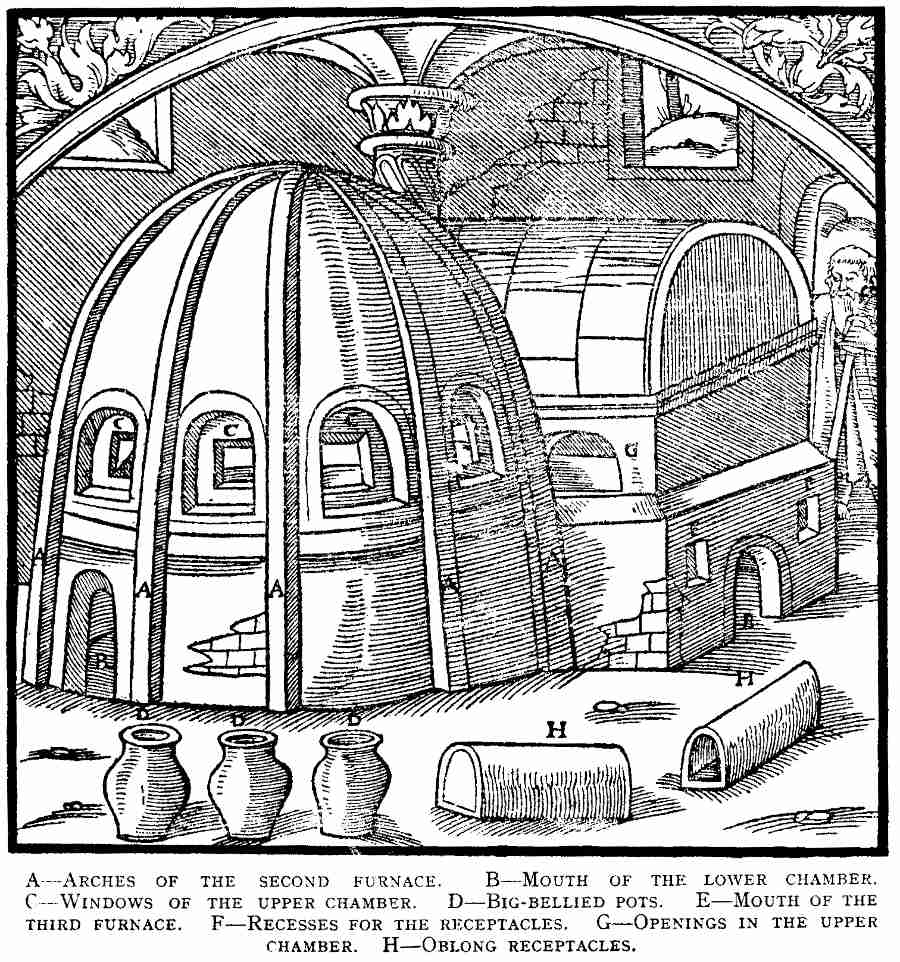 C C C
G
A A A A A
B
B
H
H
A—ARCHES OF THE SECOND FURNACE. B—MOUTH OF THE LOWER CHAMBER.
C—WINDOWS OF THE UPPER CHAMBER. D—BIG-BELLIED POTS. E—MOUTH OF THE
THIRD FURNACE. F—RECESSES FOR THE RECEPTACLES. G—OPENINGS IN THE UPPER
CHAMBER. H—OBLONG RECEPTACLES.